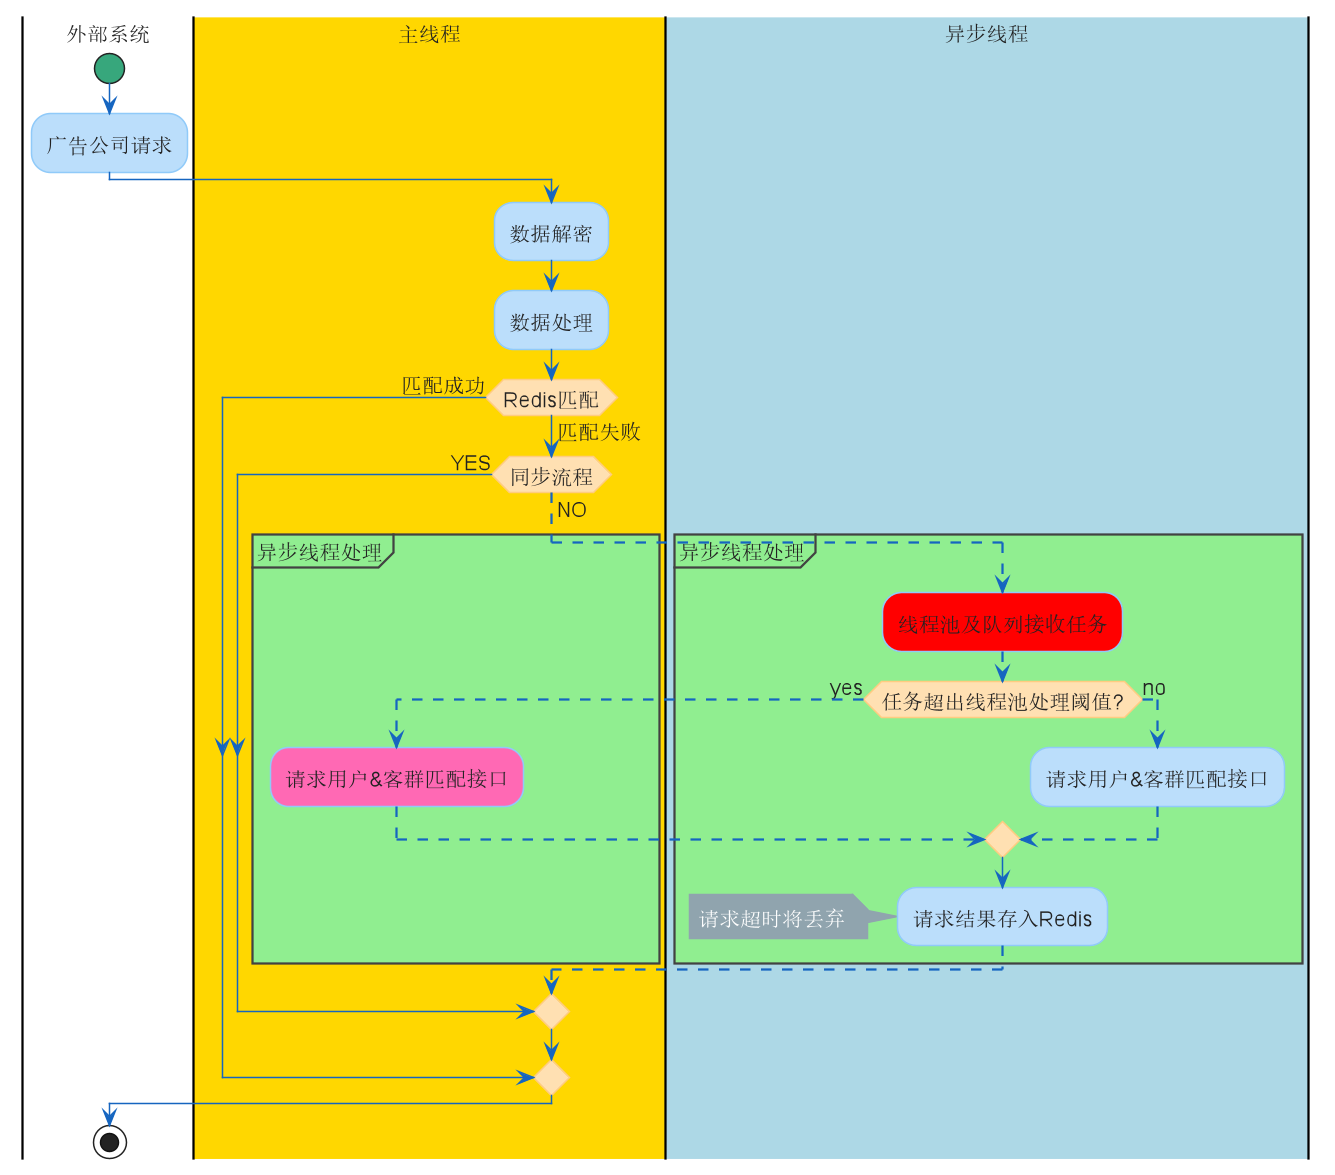 外部系统
主线程
异步线程
广告公司请求
数据解密
数据处理
匹配成功
Redis匹配
匹配失败
YES
同步流程
NO
异步线程处理
异步线程处理
线程池及队列接收任务
yes
任务超出线程池处理阈值?
no
请求用户&客群匹配接口
请求用户&客群匹配接口
请求超时将丢弃
请求结果存入Redis